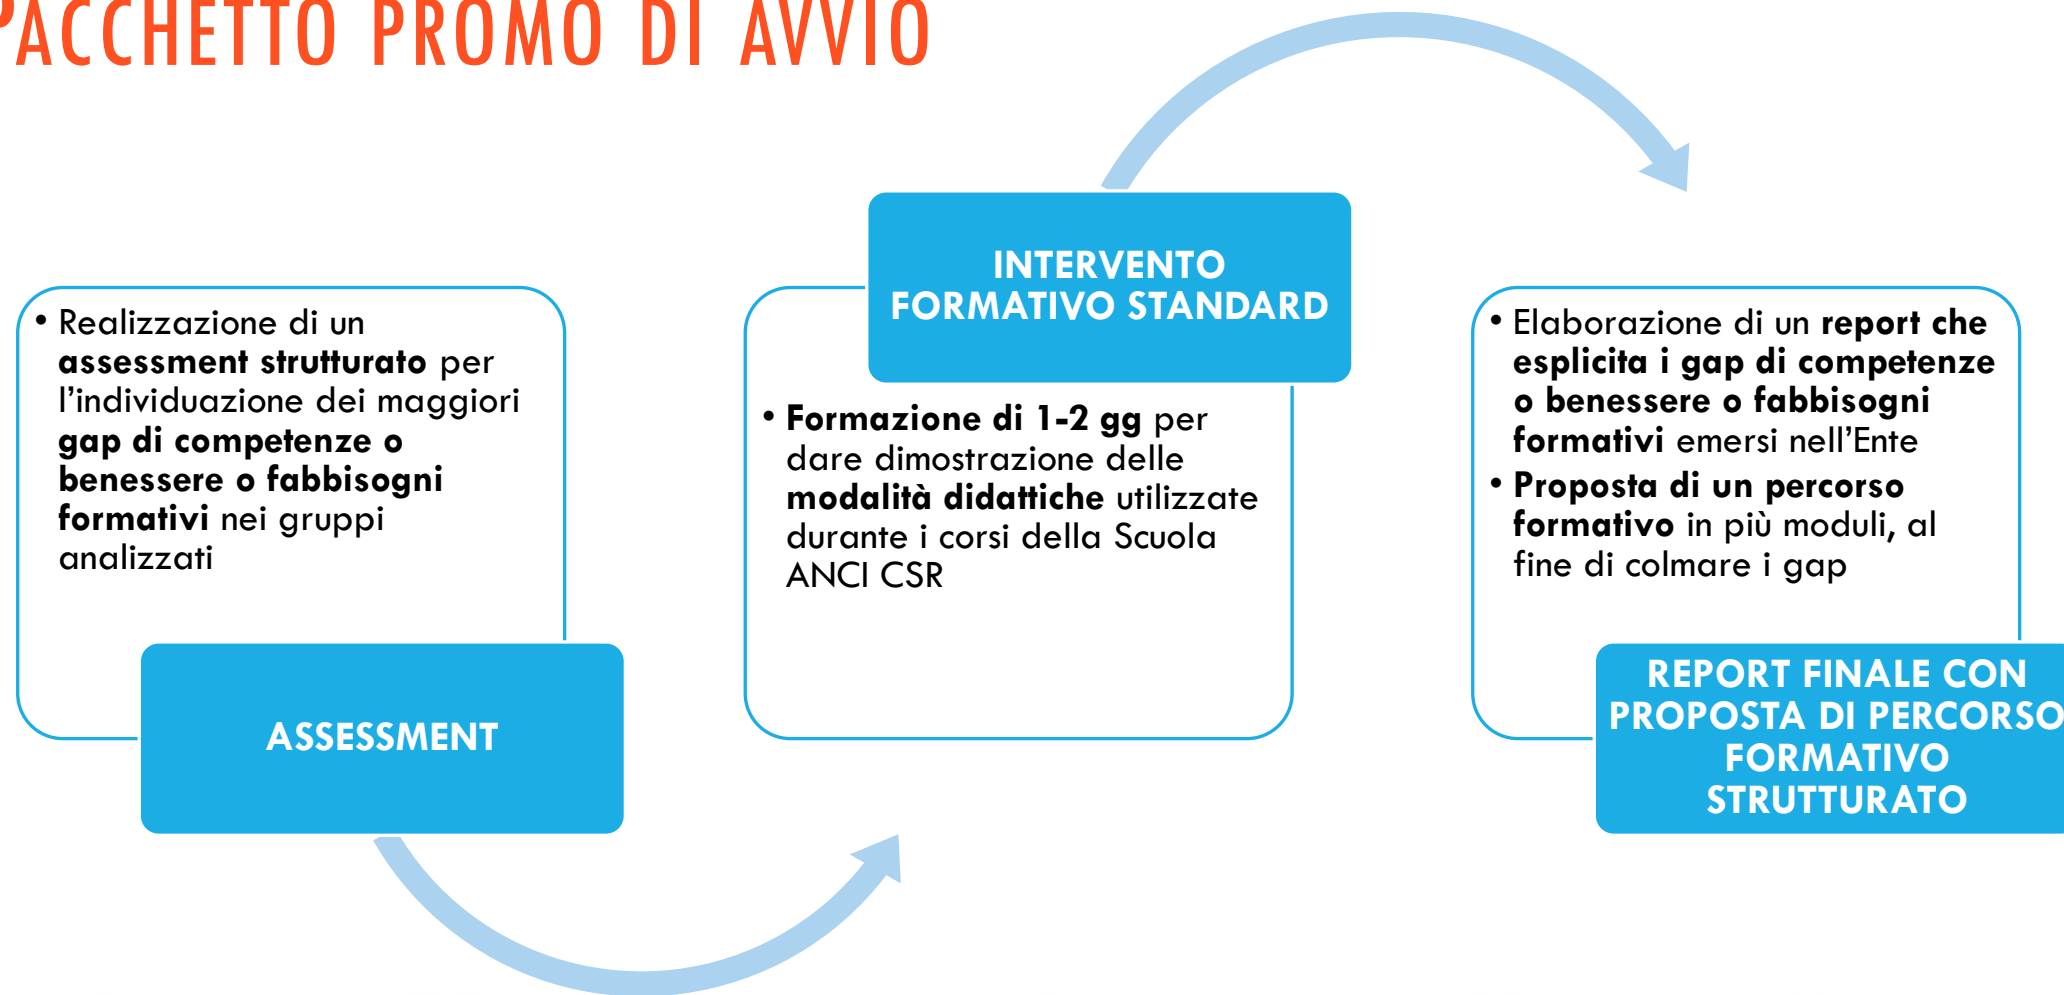 PACCHETTO PROMO DI AVVIO
• Realizzazione di un
assessment strutturato per
l’individuazione dei maggiori
gap di competenze o
benessere o fabbisogni
formativi nei gruppi
analizzati
ASSESSMENT
INTERVENTO
FORMATIVO STANDARD
• Formazione di 1-2 gg per
dare dimostrazione delle
modalità didattiche utilizzate
durante i corsi della Scuola
ANCI CSR
• Elaborazione di un report che
esplicita i gap di competenze
o benessere o fabbisogni
formativi emersi nell’Ente
• Proposta di un percorso
formativo in più moduli, al
fine di colmare i gap
REPORT FINALE CON
PROPOSTA DI PERCORSO
FORMATIVO
STRUTTURATO